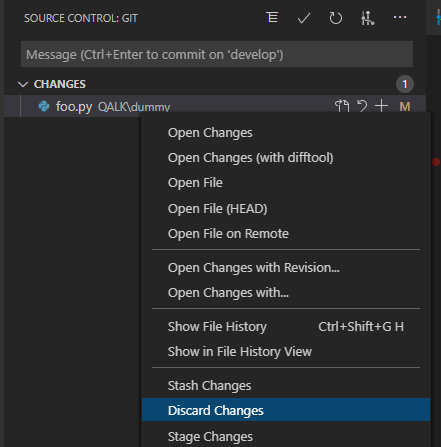 SOURCE CONTROL: GIT
Message (Ctrl+Enter to commit on 'develop')
CHANGES 1
foo.py QALK\dummy M
Open Changes
Open Changes (with difftool)
Open File
Open File (HEAD)
Open File on Remote
Open Changes with Revision...
Open Changes with...
Show File History Ctrl+Shift+G H
Show in File History View
Stash Changes
Discard Changes
Stage Changes